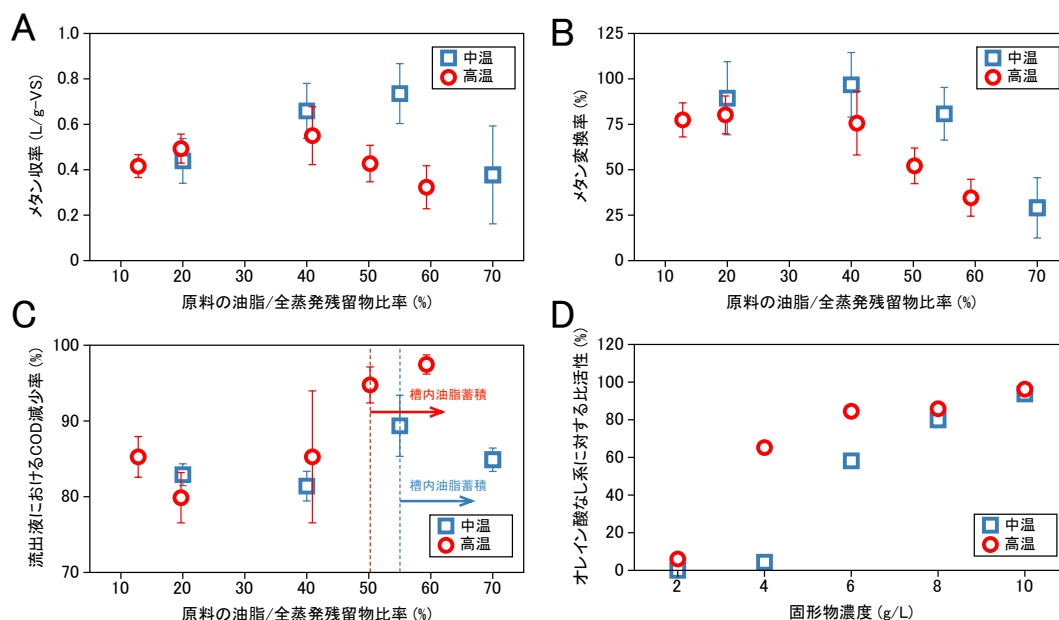 A
メタン収率 (L/g-VS)
1.0
0.8
0.6
0.4
0.2
0
中温
高温
10 20 30 40 50 60 70
原料の油脂/全蒸発残留物比率 (%)
B
メタン変換率 (%)
125
100
75
50
25
0
中温
高温
10 20 30 40 50 60 70
原料の油脂/全蒸発残留物比率 (%)
C
流出液におけるCOD減少率 (%)
100
90
80
70
槽内油脂蓄積
槽内油脂蓄積
中温
高温
10 20 30 40 50 60 70
原料の油脂/全蒸発残留物比率 (%)
D
オレイン酸なし系に対する比活性 (%)
120
100
80
60
40
20
0
中温
高温
2 4 6 8 10
固形物濃度 (g/L)